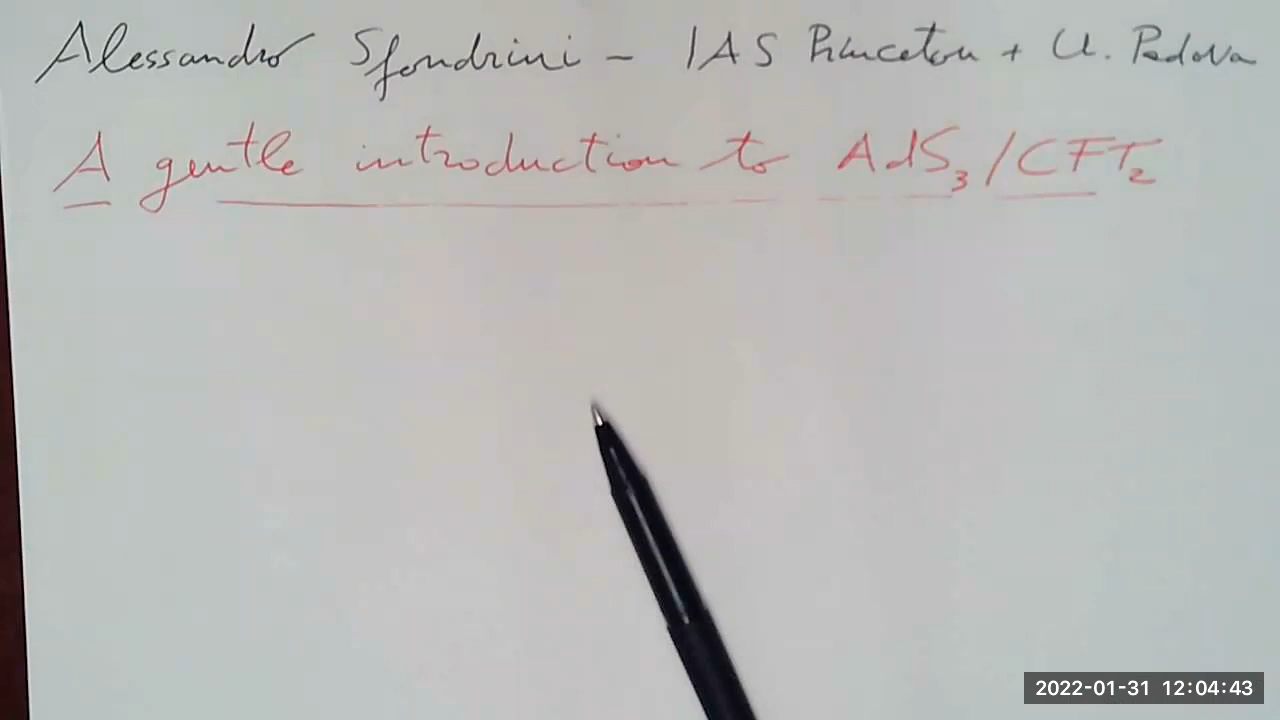 Alessandro Sfondrini - IAS Princeton + U. Padova
A gentle introduction to AdS₃/CFT₂
2022-01-31 12:04:43